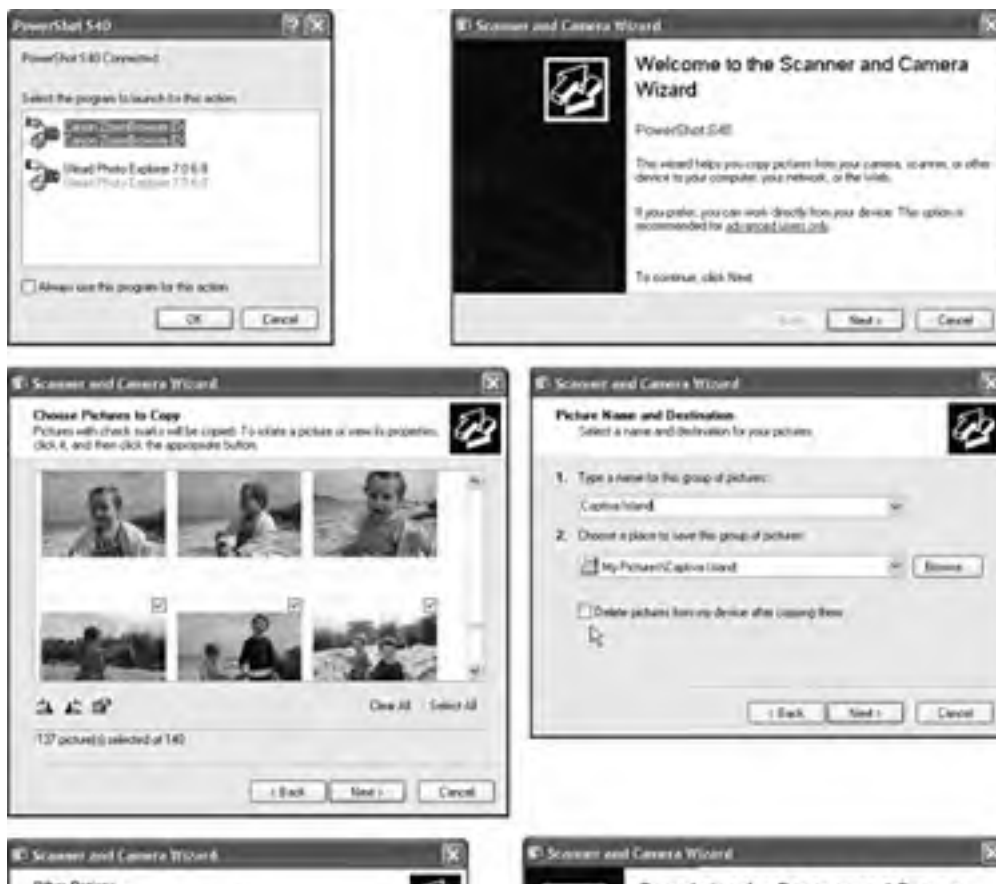 PowerShot S40
PowerShot S40 Connected
Select the program to launch for this action:
Canon ZoomBrowser EX
Canon ZoomBrowser EX
Ulead Photo Explorer 7.0 6.0
Ulead Photo Explorer 7.0 6.0
Always use this program for this action
OK Cancel
Scanner and Camera Wizard
Welcome to the Scanner and Camera
Wizard
PowerShot S40
This wizard helps you copy pictures from your camera, scanner, or other
device to your computer, your network, or the Web.
If you prefer, you can work directly from your device. This option is
recommended for advanced users only.
To continue, click Next.
Next > Cancel
Scanner and Camera Wizard
Choose Pictures to Copy
Pictures with check marks will be copied. To rotate a picture or view its properties,
click it, and then click the appropriate button.
Clear All Select All
137 picture(s) selected of 140
< Back Next > Cancel
Scanner and Camera Wizard
Picture Name and Destination
Select a name and destination for your pictures.
1. Type a name for this group of pictures:
Captiva Island
2. Choose a place to save this group of pictures:
My Pictures\Captiva Island
Browse...
Delete pictures from my device after copying them
< Back Next > Cancel
Scanner and Camera Wizard
Other Options
Scanner and Camera Wizard